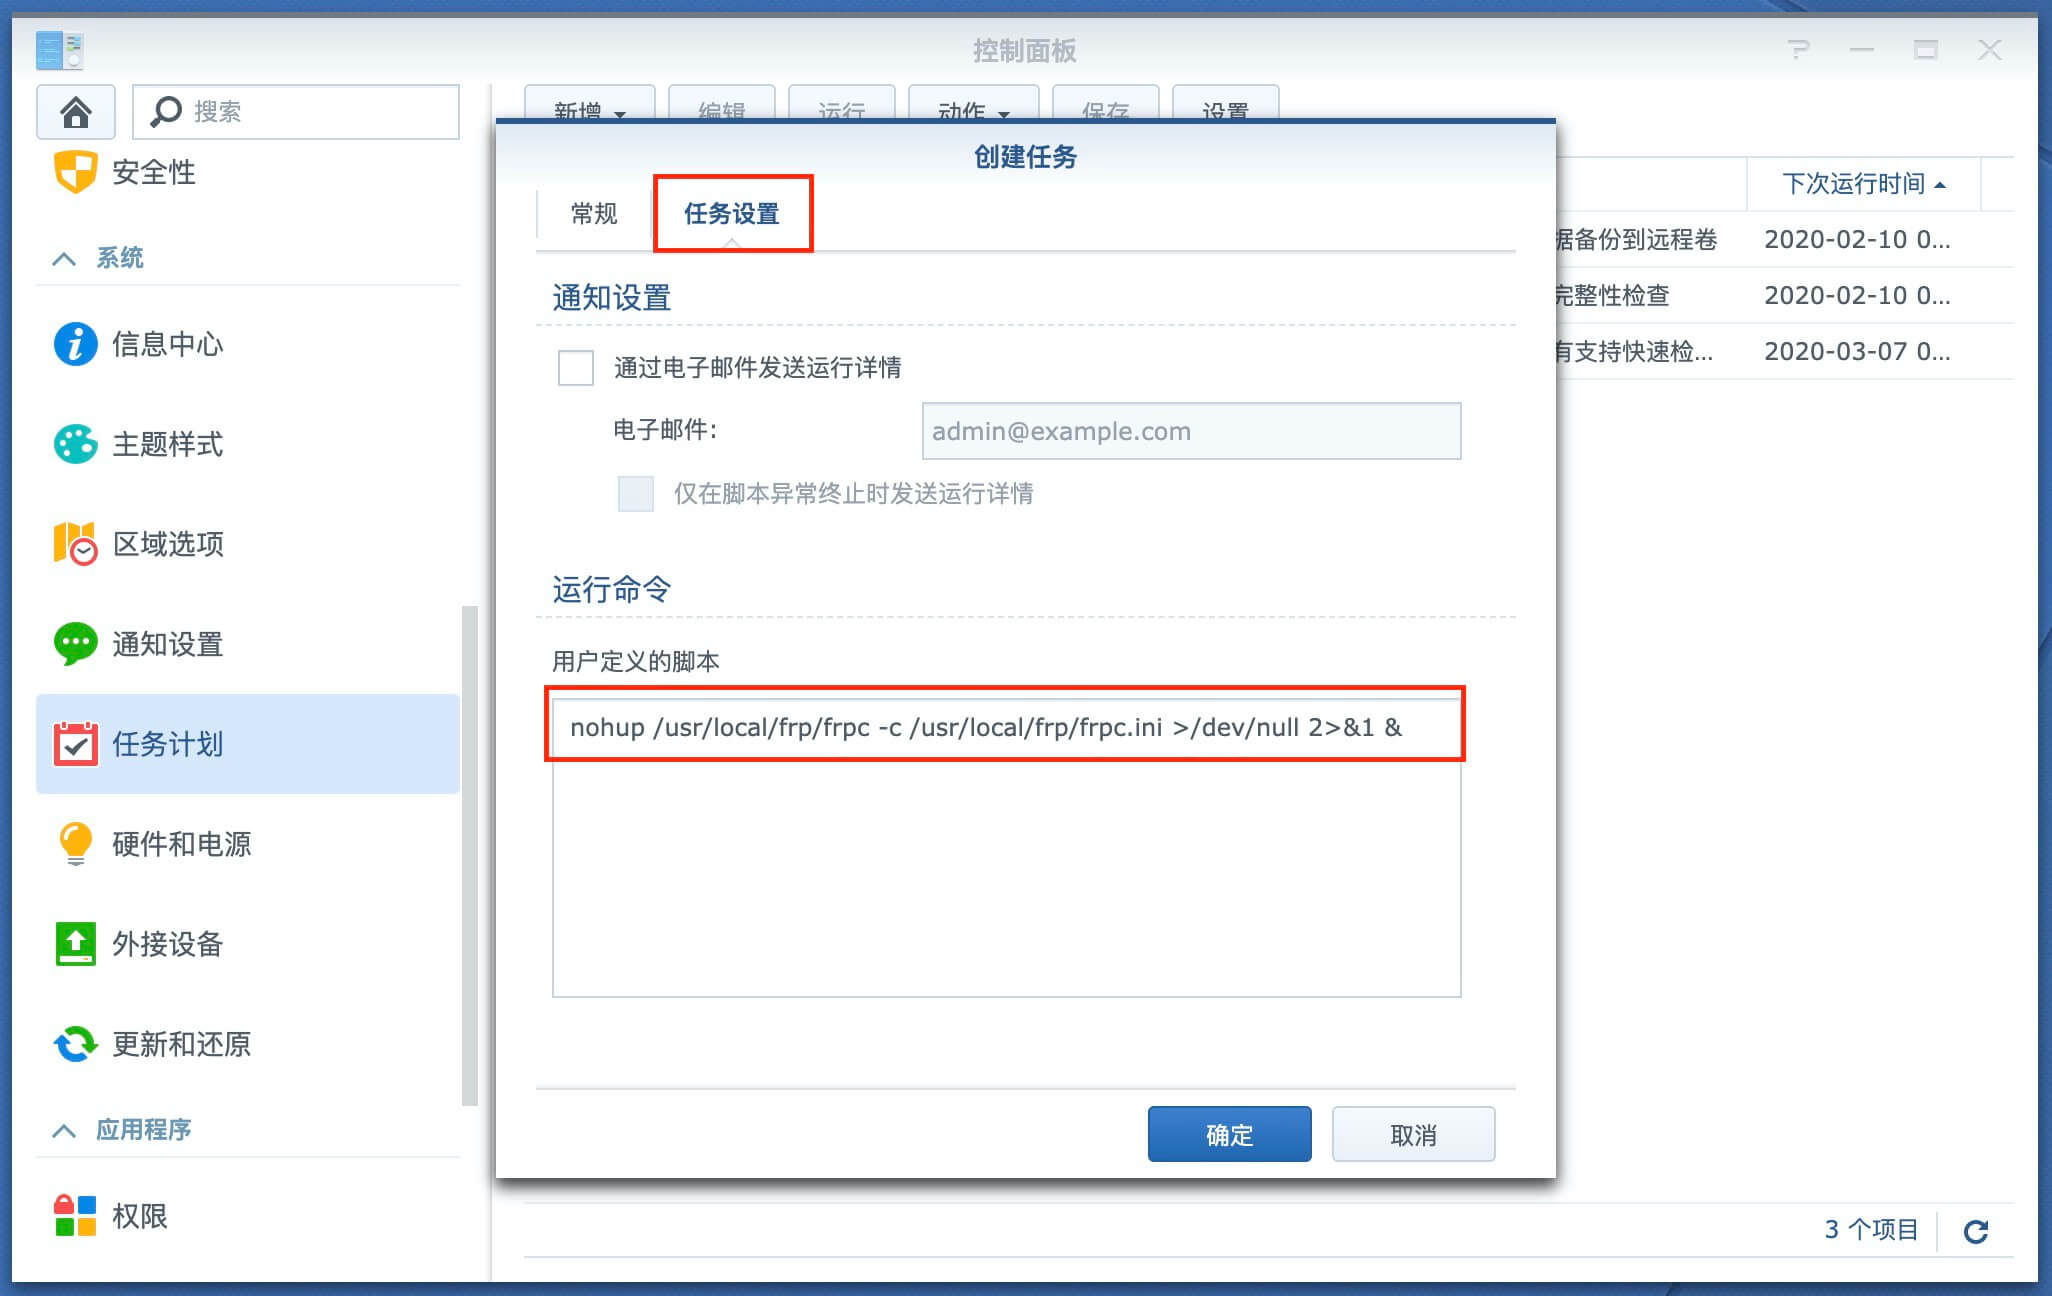 控制面板
搜索
新增 编辑 运行 动作 保存 设置
安全性
系统
信息中心
主题样式
区域选项
通知设置
任务计划
硬件和电源
外接设备
更新和还原
应用程序
权限
创建任务
常规 任务设置
通知设置
通过电子邮件发送运行详情
电子邮件:
admin@example.com
仅在脚本异常终止时发送运行详情
运行命令
用户定义的脚本
nohup /usr/local/frp/frpc -c /usr/local/frp/frpc.ini >/dev/null 2>&1 &
确定 取消
下次运行时间
据备份到远程卷 2020-02-10 0...
完整性检查 2020-02-10 0...
有支持快速检... 2020-03-07 0...
3 个项目